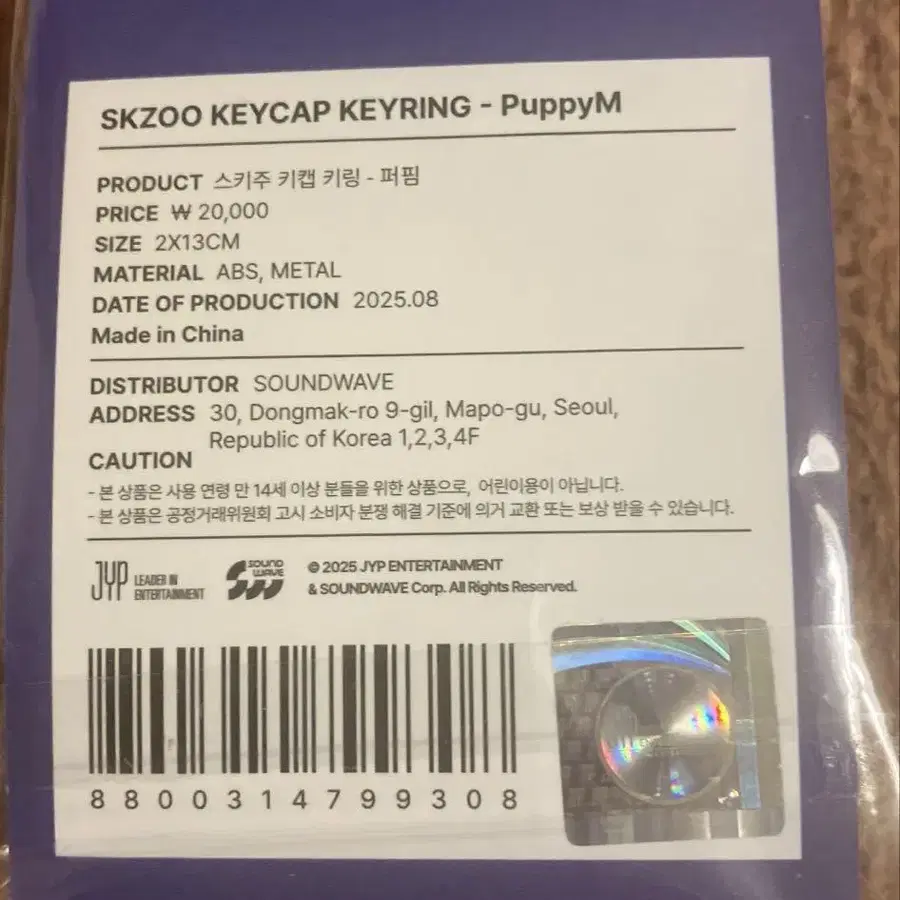 SKZOO KEYCAP KEYRING - PuppyM
PRODUCT 스키주 키캡 키링 - 퍼핌
PRICE ₩ 20,000
SIZE 2X13CM
MATERIAL ABS, METAL
DATE OF PRODUCTION 2025.08
Made in China
DISTRIBUTOR SOUNDWAVE
ADDRESS 30, Dongmak-ro 9-gil, Mapo-gu, Seoul,
Republic of Korea 1,2,3,4F
CAUTION
- 본 상품은 사용 연령 만 14세 이상 분들을 위한 상품으로, 어린이용이 아닙니다.
- 본 상품은 공정거래위원회 고시 소비자 분쟁 해결 기준에 의거 교환 또는 보상 받을 수 있습니다.
JYP LEADER IN
ENTERTAINMENT
SOUND
WAVE
© 2025 JYP ENTERTAINMENT
& SOUNDWAVE Corp. All Rights Reserved.
8800314799308